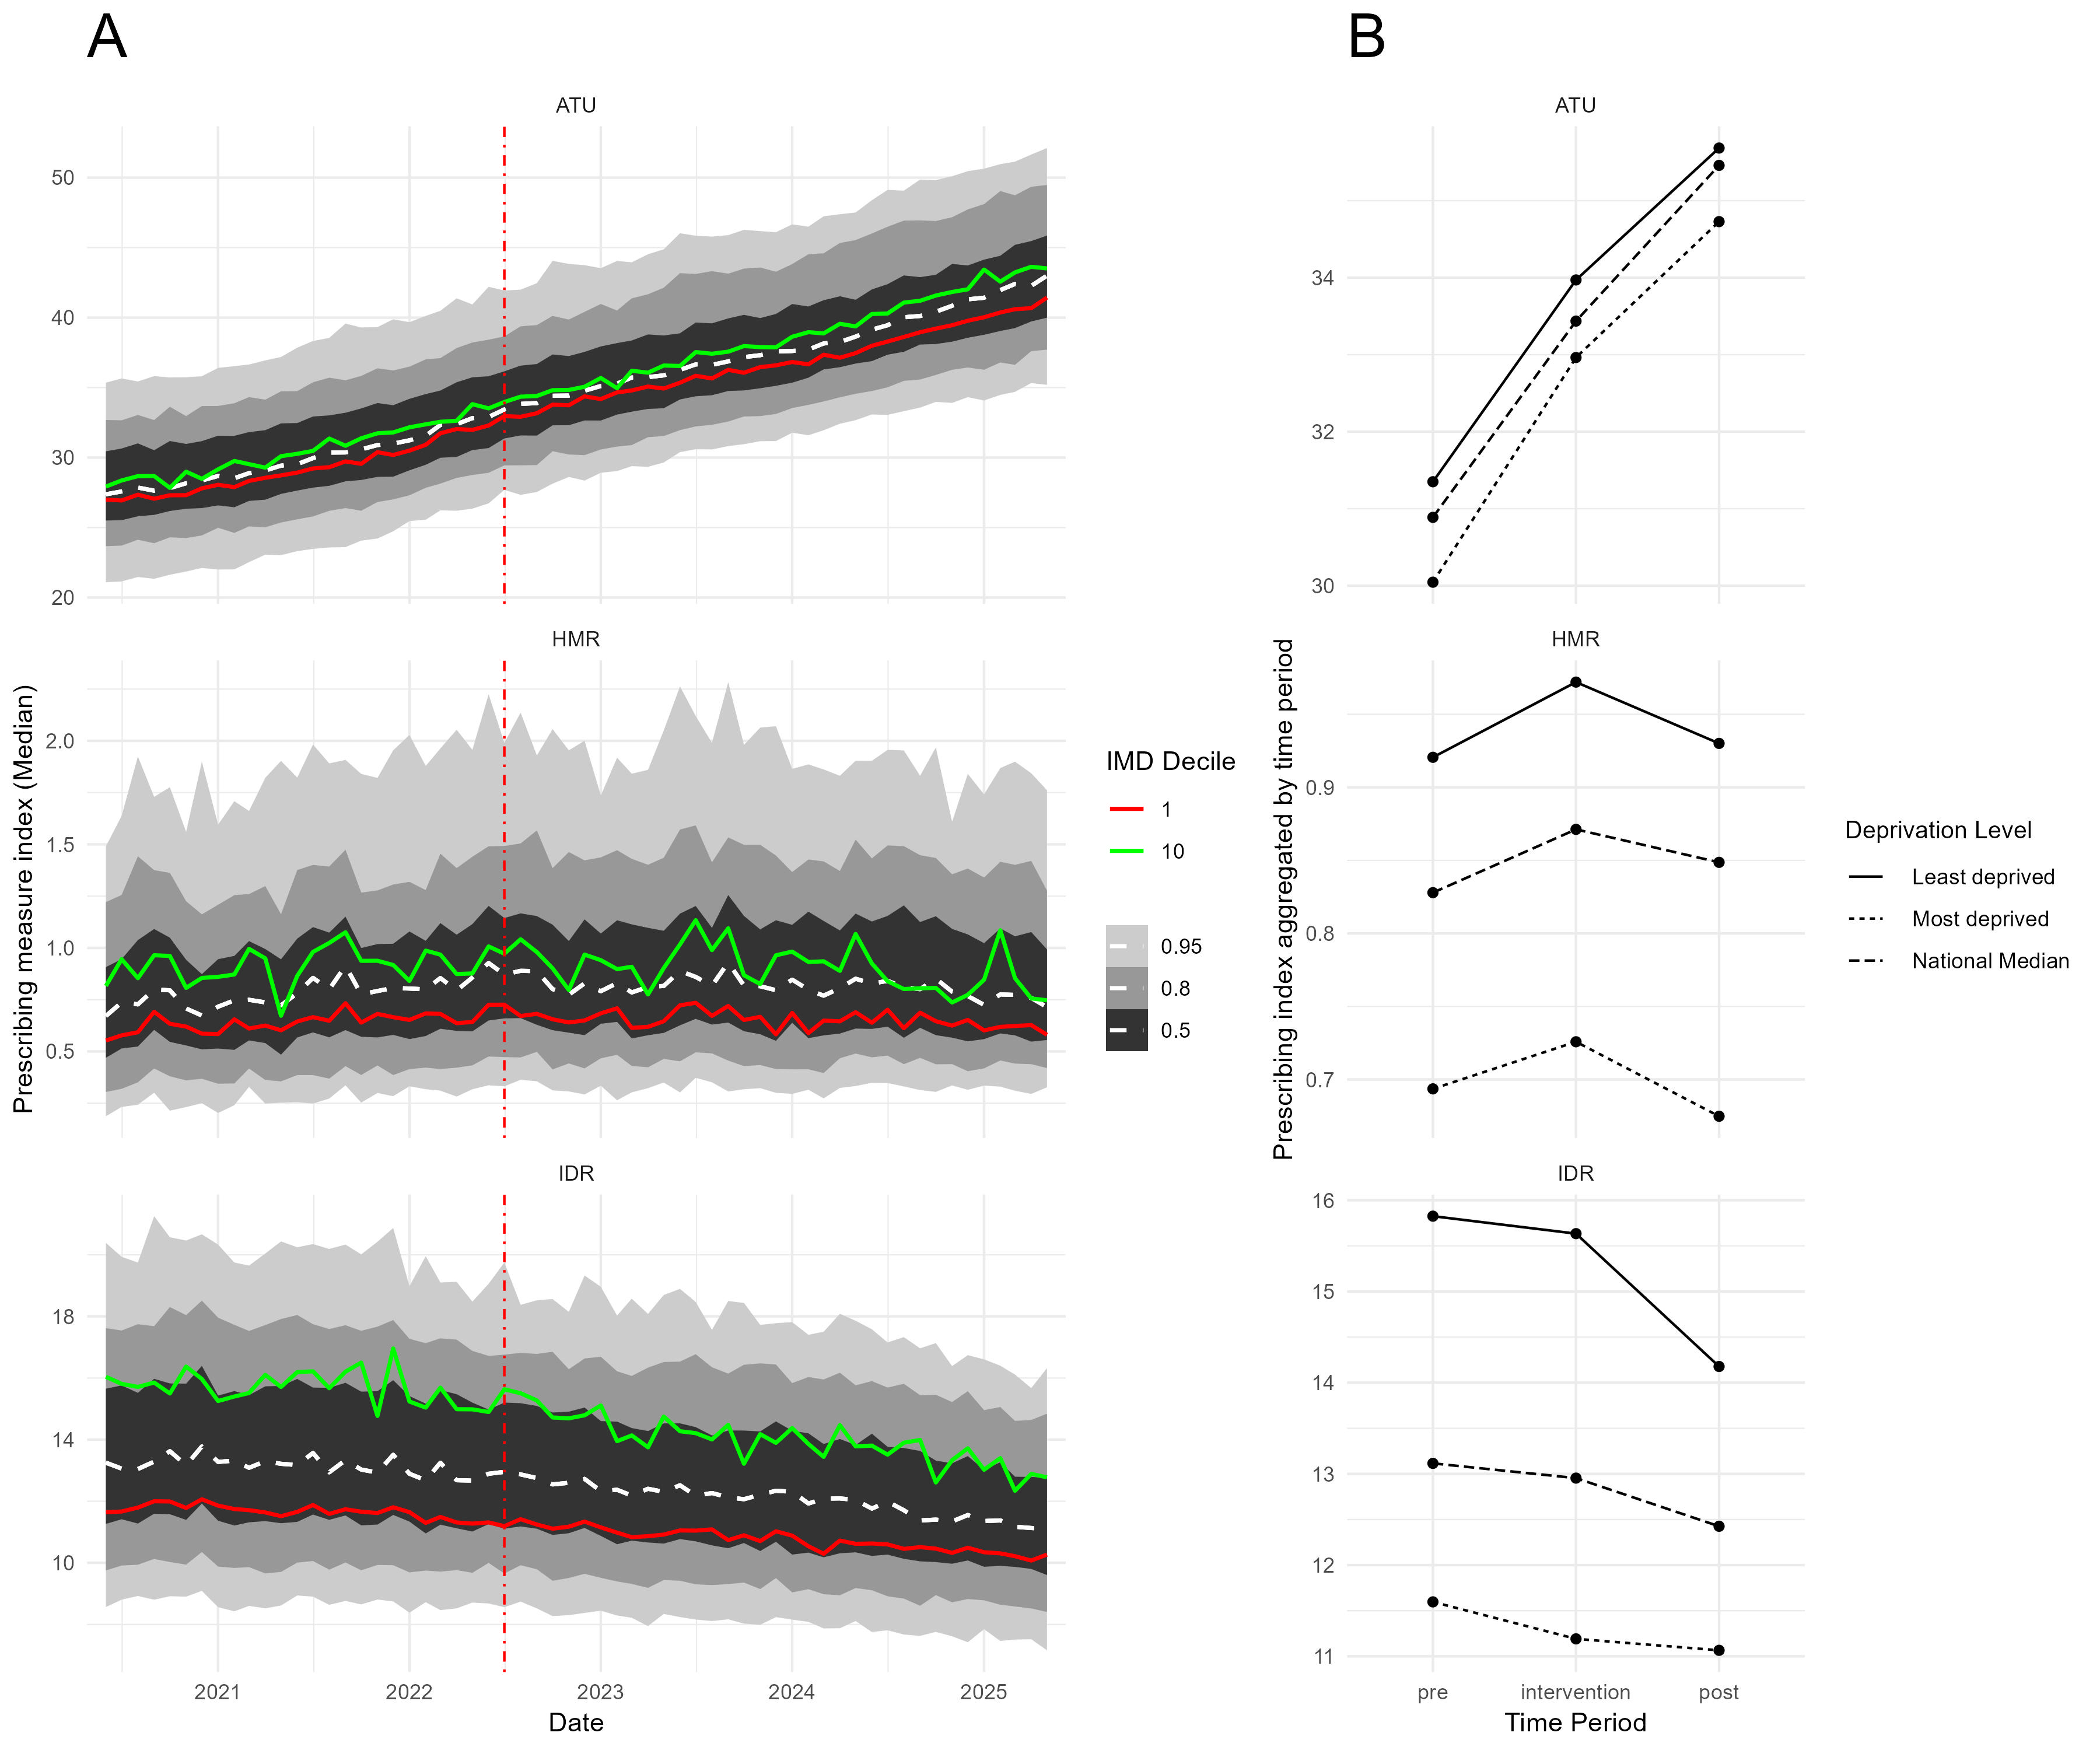 A
ATU
50
40
30
20
HMR
2.0
1.5
1.0
0.5
IDR
18
14
10
2021 2022 2023 2024 2025
Date
Prescribing measure index (Median)
IMD Decile
1
10
0.95
0.8
0.5
B
ATU
34
32
30
HMR
0.9
0.8
0.7
IDR
16
15
14
13
12
11
pre intervention post
Time Period
Prescribing index aggregated by time period
Deprivation Level
Least deprived
Most deprived
National Median